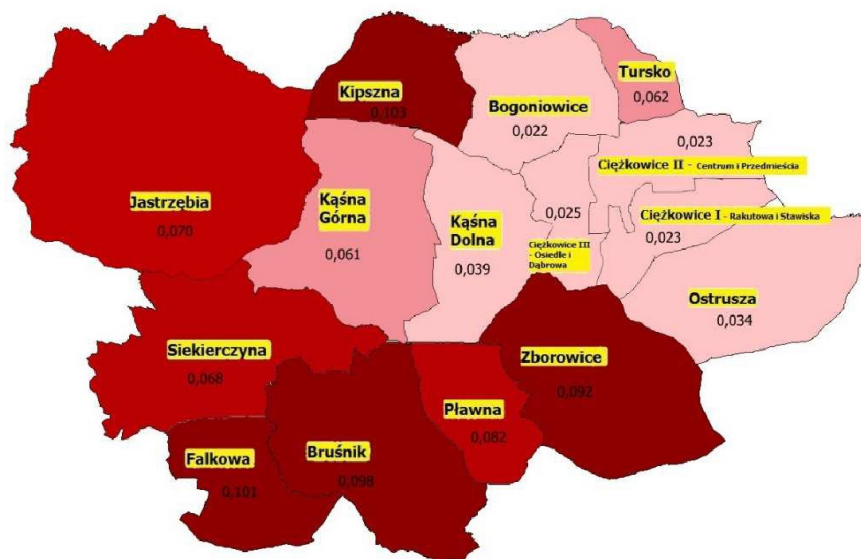 Kipszna
0,103
Bogoniowice
0,022
Tursko
0,062
0,023
Ciężkowice II - Centrum i Przedmieścia
Jastrzębia
0,070
Kąśna
Górna
0,061
Kąśna
Dolna
0,039
0,025
Ciężkowice III
- Osiedle i
Dąbrowa
Ciężkowice I - Rakutowa i Stawiska
0,023
Ostrusza
0,034
Siekierczyna
0,068
Zborowice
0,092
Pławna
0,082
Falkowa
0,101
Bruśnik
0,098